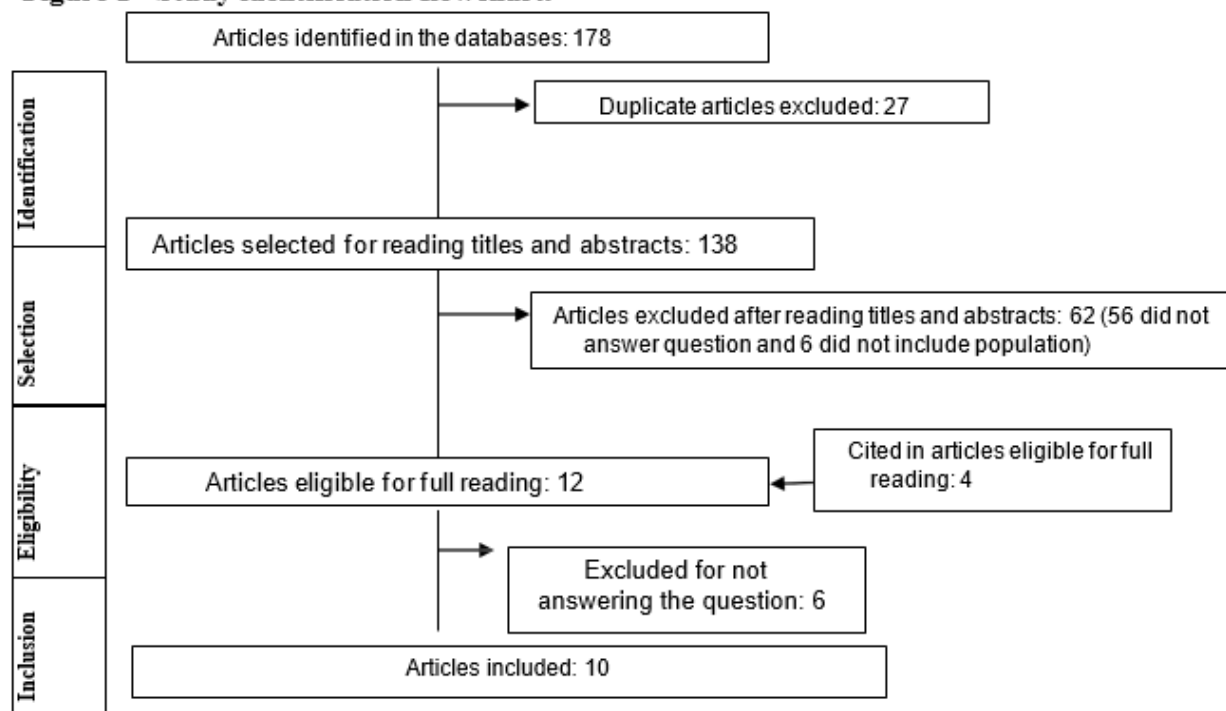 Articles identified in the databases: 178
Duplicate articles excluded: 27
Identification
Articles selected for reading titles and abstracts: 138
Articles excluded after reading titles and abstracts: 62 (56 did not
answer question and 6 did not include population)
Selection
Cited in articles eligible for full
reading: 4
Articles eligible for full reading: 12
Eligibility
Excluded for not
answering the question: 6
Articles included: 10
Inclusion